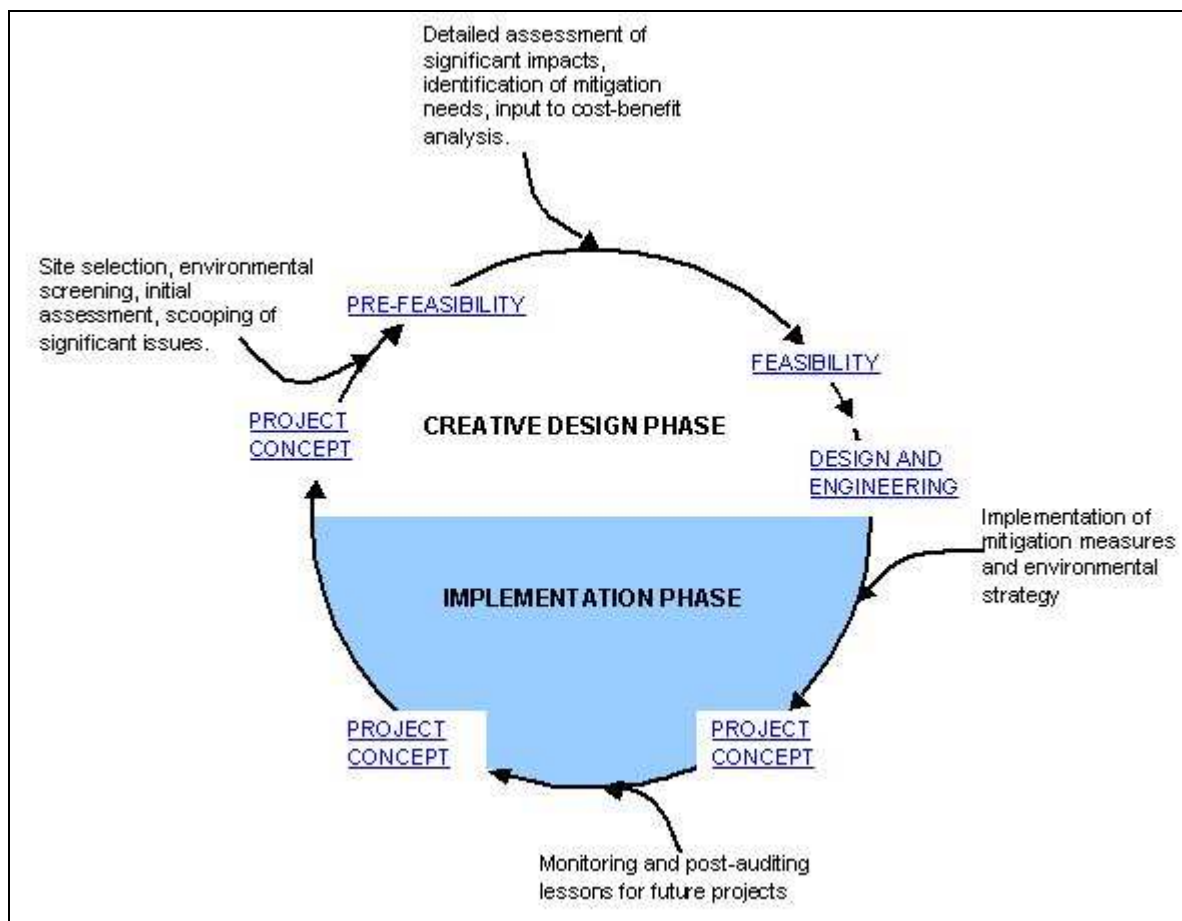 Detailed assessment of
significant impacts,
identification of mitigation
needs, input to cost-benefit
analysis.
Site selection, environmental
screening, initial
assessment, scooping of
significant issues.
PRE-FEASIBILITY
FEASIBILITY
PROJECT
CONCEPT
CREATIVE DESIGN PHASE
DESIGN AND
ENGINEERING
Implementation of
mitigation measures
and environmental
strategy
IMPLEMENTATION PHASE
PROJECT
CONCEPT
PROJECT
CONCEPT
Monitoring and post-auditing
lessons for future projects